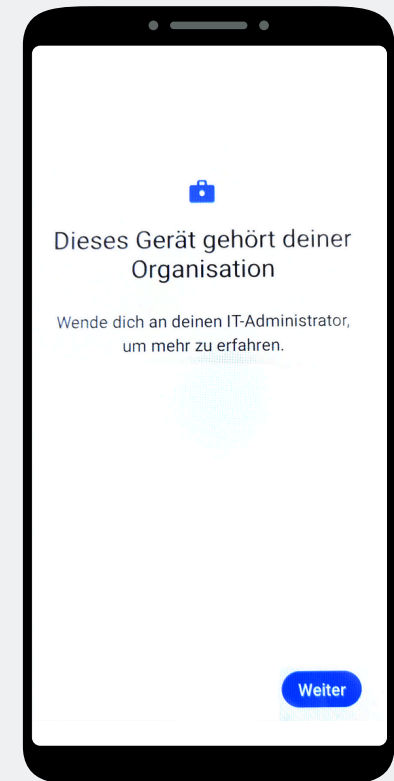 Dieses Gerät gehört deiner
Organisation
Wende dich an deinen IT-Administrator,
um mehr zu erfahren.
Weiter